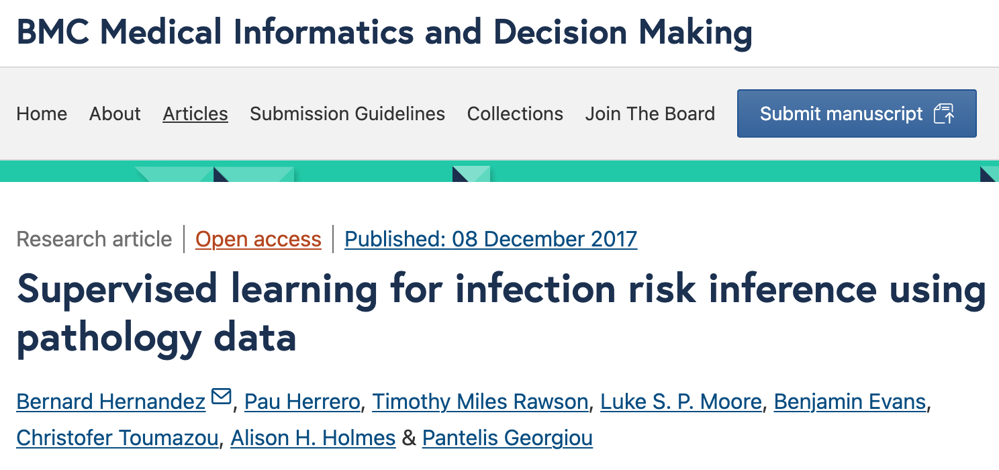 BMC Medical Informatics and Decision Making
Home About Articles Submission Guidelines Collections Join The Board Submit manuscript
Research article Open access Published: 08 December 2017
Supervised learning for infection risk inference using
pathology data
Bernard Hernandez, Pau Herrero, Timothy Miles Rawson, Luke S. P. Moore, Benjamin Evans,
Christofer Toumazou, Alison H. Holmes & Pantelis Georgiou